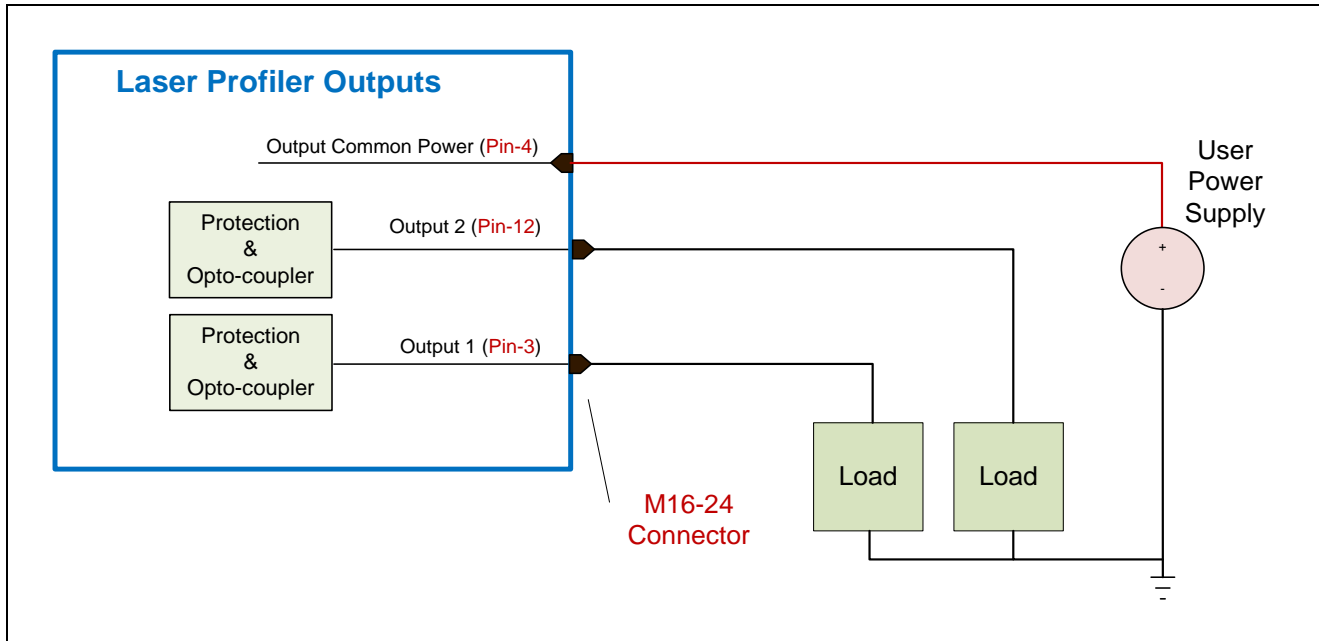 Laser Profiler Outputs
Output Common Power (Pin-4)
User
Power
Supply
Protection
&
Opto-coupler
Output 2 (Pin-12)
+
-
Protection
&
Opto-coupler
Output 1 (Pin-3)
Load
Load
M16-24
Connector